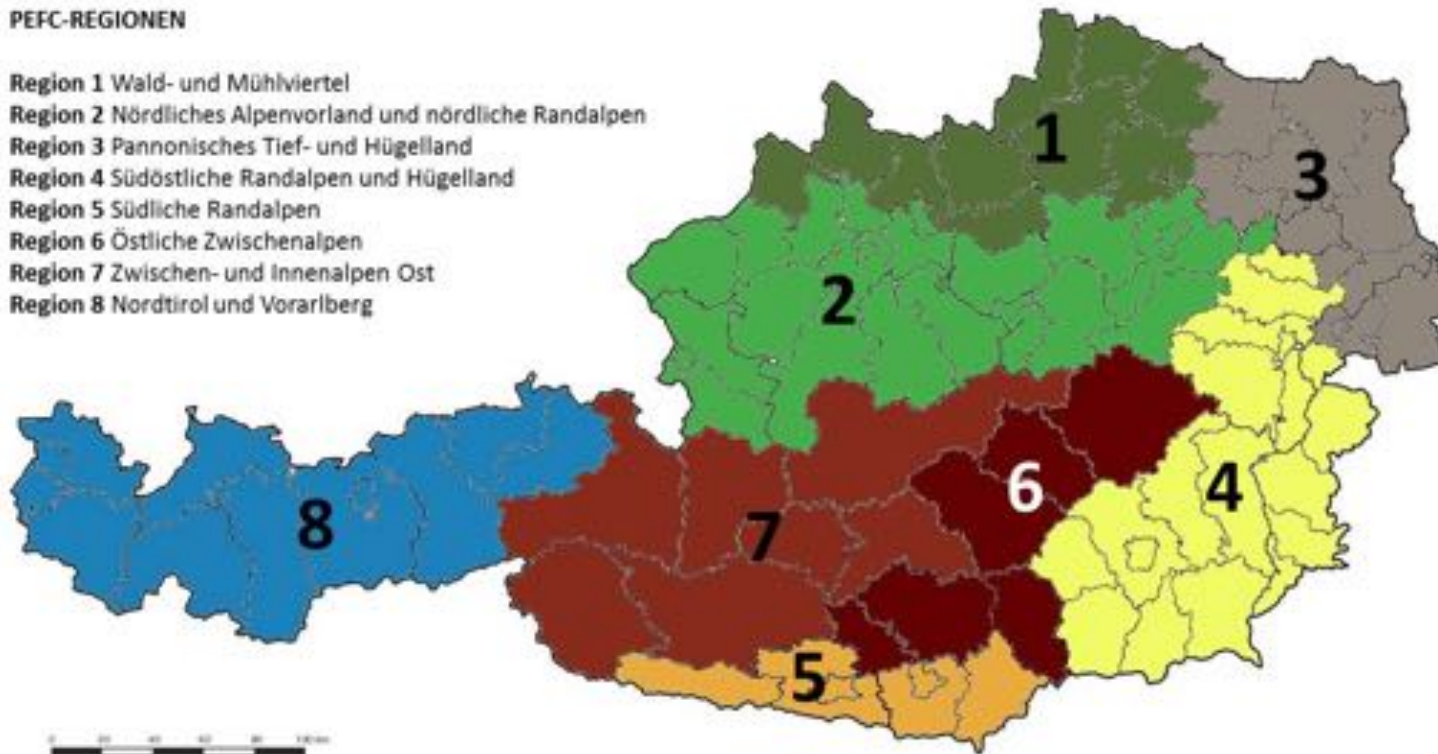 PEFC-REGIONEN
Region 1 Wald- und Mühlviertel
Region 2 Nördliches Alpenvorland und nördliche Randalpen
Region 3 Pannonisches Tief- und Hügelland
Region 4 Südöstliche Randalpen und Hügelland
Region 5 Südliche Randalpen
Region 6 Östliche Zwischenalpen
Region 7 Zwischen- und Innenalpen Ost
Region 8 Nordtirol und Vorarlberg
1
3
2
6
4
8
7
5